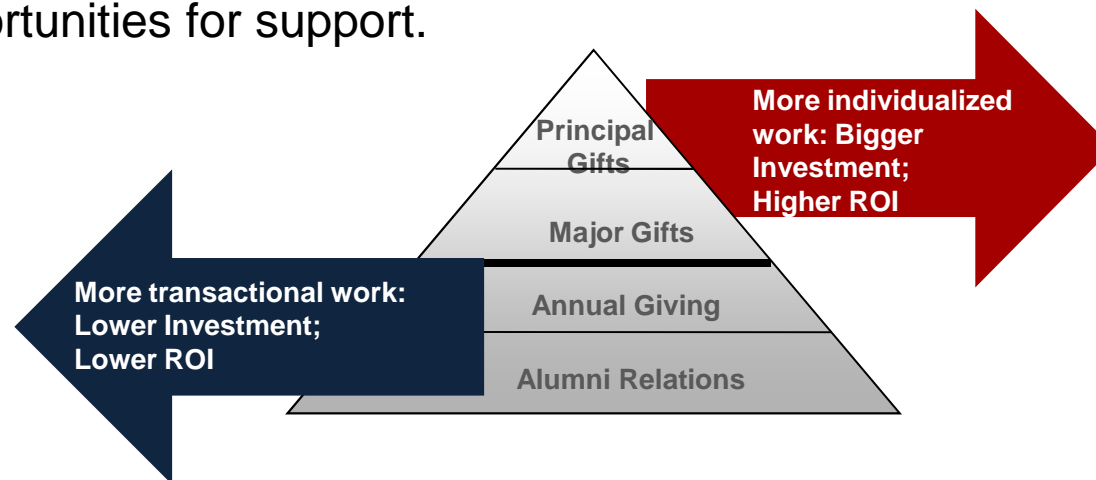 ortunities for support.
More individualized
work: Bigger
Investment;
Higher ROI
Principal
Gifts
Major Gifts
More transactional work:
Lower Investment;
Lower ROI
Annual Giving
Alumni Relations